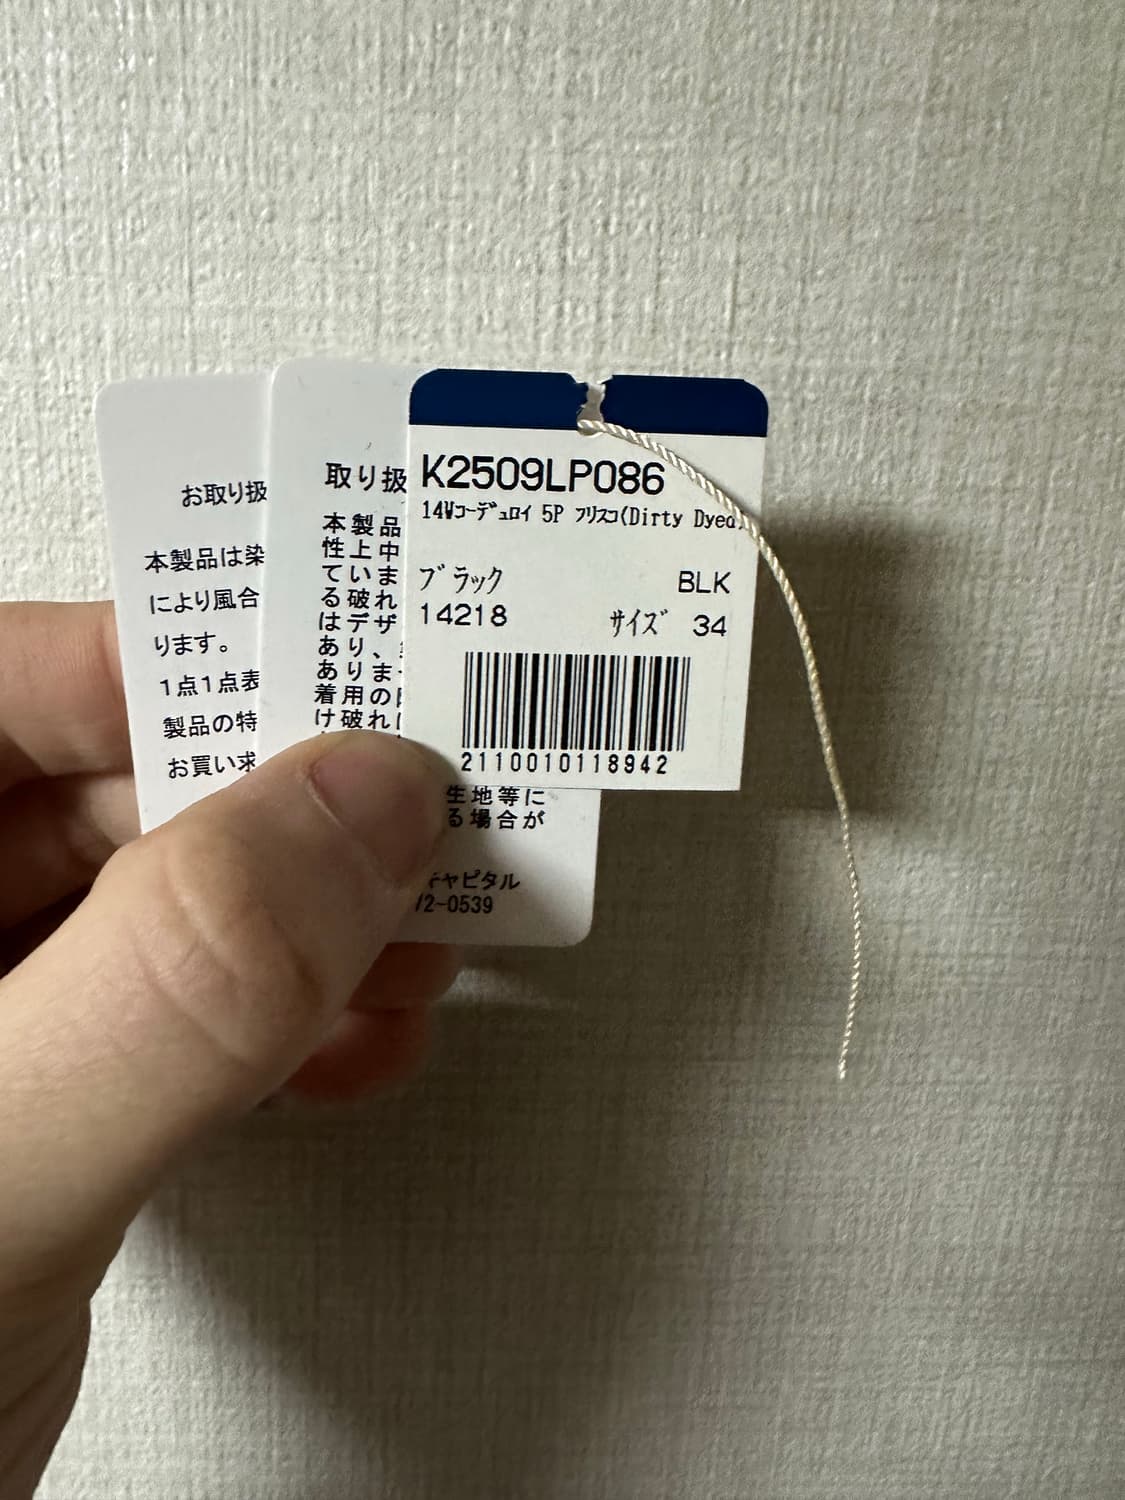 お取り扱
本製品は染
により風合
ります。
1点1点表
製品の特
お買い求
取り扱
本製品
性上中
ていま
る破れ
はデザ
あり、
ありま
着用の
け破れ
生地等に
る場合が
キャピタル
2-0539
K2509LP086
14Wコーデュロイ 5P フリスコ(Dirty Dyed)
ブラック BLK
14218 サイズ 34
2110010118942